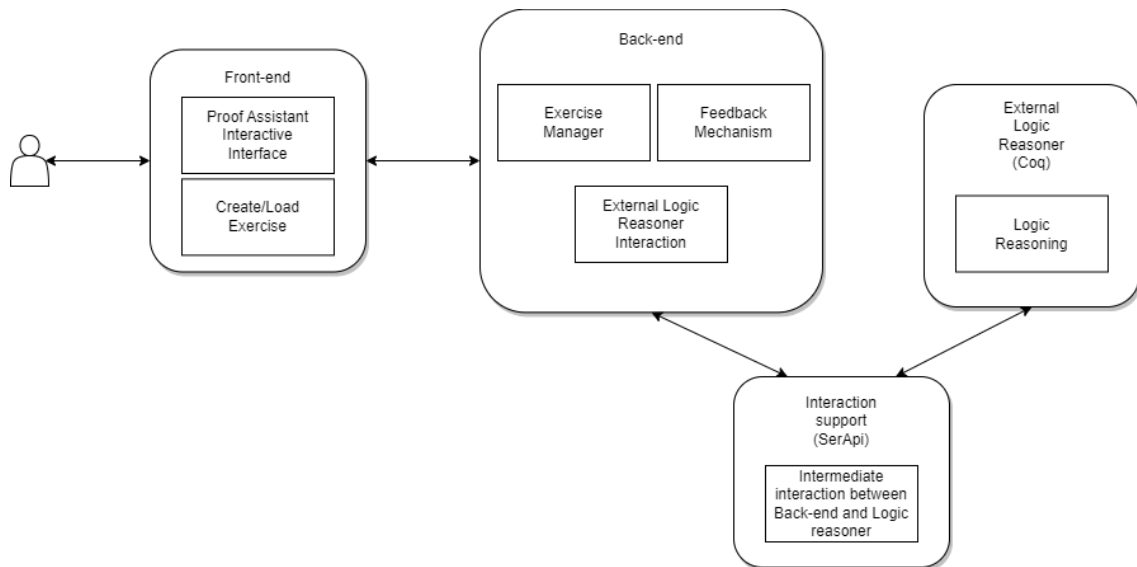 Front-end
Proof Assistant
Interactive
Interface
Create/Load
Exercise
Back-end
Exercise
Manager
Feedback
Mechanism
External Logic
Reasoner
Interaction
External
Logic
Reasoner
(Coq)
Logic
Reasoning
Interaction
support
(SerApi)
Intermediate
interaction between
Back-end and Logic
reasoner